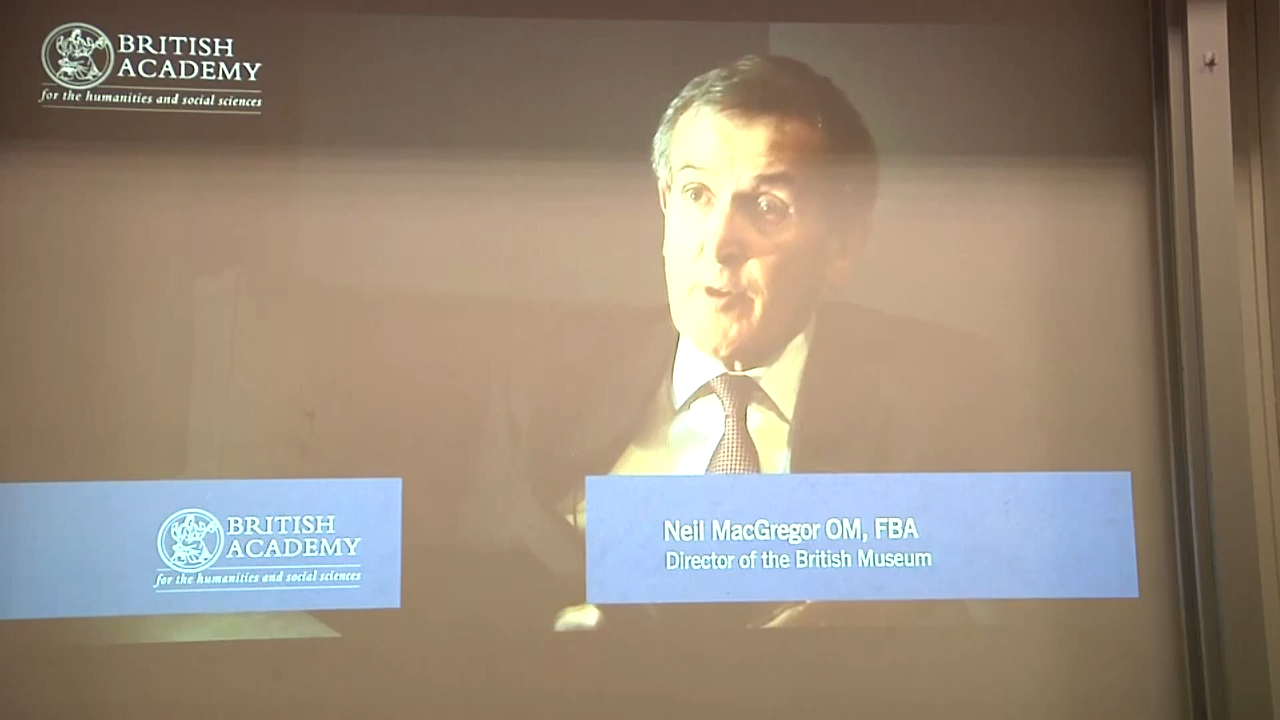 BRITISH
ACADEMY
for the humanities and social sciences
BRITISH
ACADEMY
for the humanities and social sciences
Neil MacGregor OM, FBA
Director of the British Museum